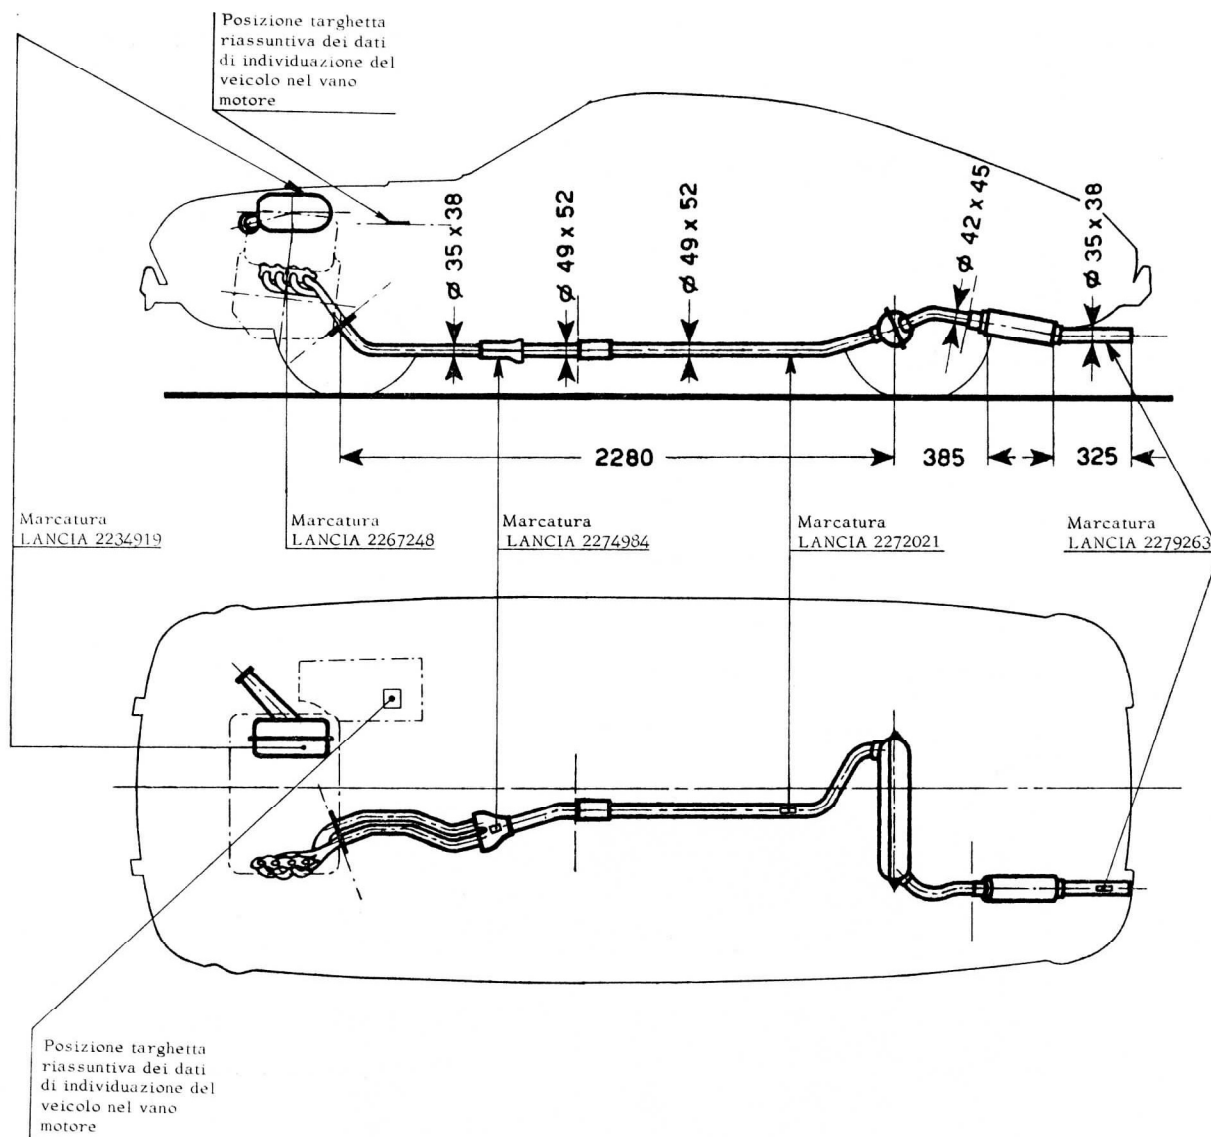 Posizione targhetta
riassuntiva dei dati
di individuazione del
veicolo nel vano
motore
ø 35 x 38
ø 49 x 52
ø 49 x 52
ø 42 x 45
ø 35 x 38
2280
385
325
Marcatura
LANCIA 2234919
Marcatura
LANCIA 2267248
Marcatura
LANCIA 2274984
Marcatura
LANCIA 2272021
Marcatura
LANCIA 2279263
Posizione targhetta
riassuntiva dei dati
di individuazione del
veicolo nel vano
motore